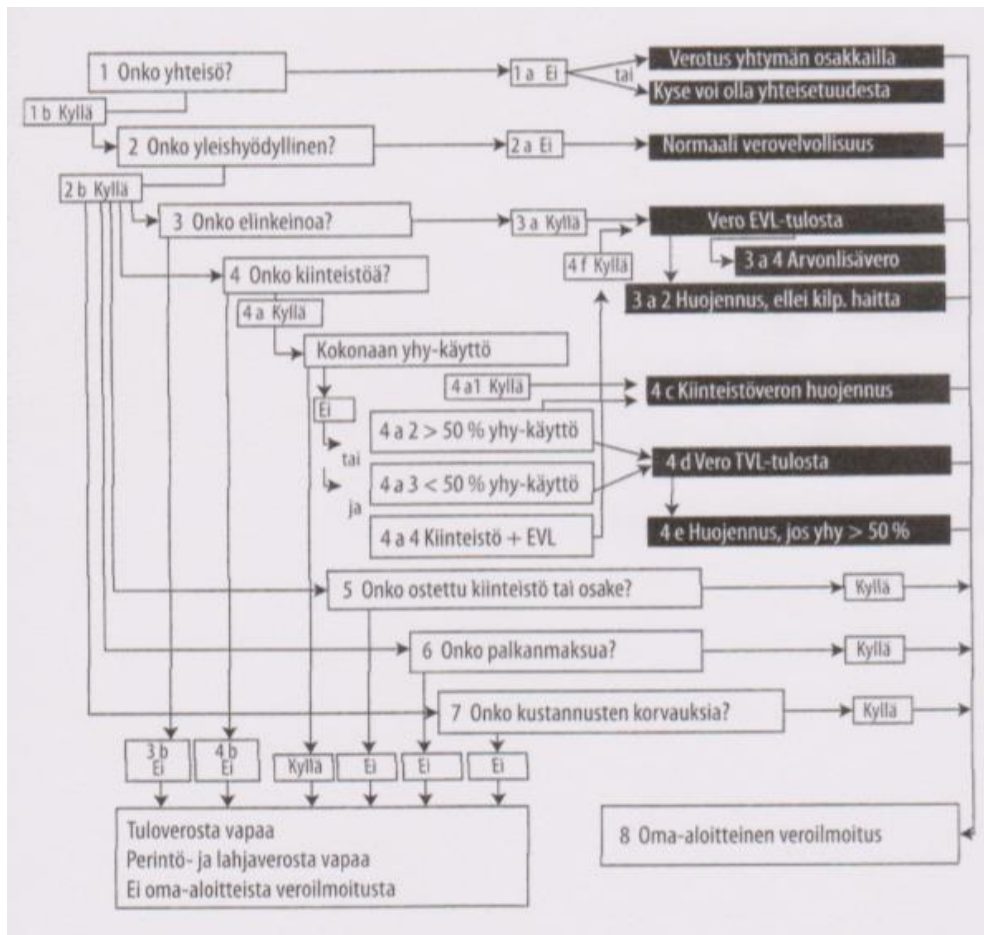 1 Onko yhteisö?
1 a Ei
tai
Verotus yhtymän osakkailla
Kyse voi olla yhteisetuudesta
1 b Kyllä
2 Onko yleishyödyllinen?
2 a Ei
Normaali verovelvollisuus
2 b Kyllä
3 Onko elinkeinoa?
3 a Kyllä
Vero EVL-tulosta
4 f Kyllä
3 a 4 Arvonlisävero
4 Onko kiinteistöä?
3 a 2 Huojennus, ellei kilp. haitta
4 a Kyllä
Kokonaan yhy-käyttö
4 a1 Kyllä
4 c Kiinteistöveron huojennus
Ei
4 a 2 > 50 % yhy-käyttö
tai
4 d Vero TVL-tulosta
4 a 3 < 50 % yhy-käyttö
ja
4 a 4 Kiinteistö + EVL
4 e Huojennus, jos yhy > 50 %
5 Onko ostettu kiinteistö tai osake?
Kyllä
6 Onko palkanmaksua?
Kyllä
7 Onko kustannusten korvauksia?
Kyllä
3 b
Ei
4 b
Ei
Kyllä
Ei
Ei
Ei
Tuloverosta vapaa
Perintö- ja lahjaverosta vapaa
Ei oma-aloitteista veroilmoitusta
8 Oma-aloitteinen veroilmoitus